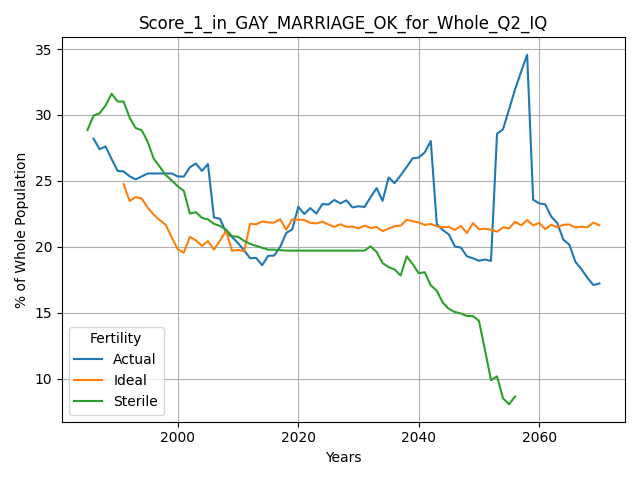 Score_1_in_GAY_MARRIAGE_OK_for_Whole_Q2_IQ
% of Whole Population
35
30
25
20
15
10
Fertility
Actual
Ideal
Sterile
2000
2020
2040
2060
Years